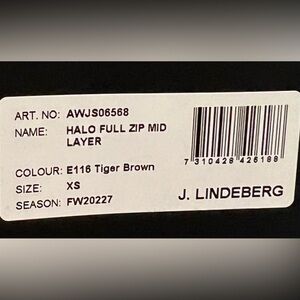 ART. NO: AWJS06568
NAME: HALO FULL ZIP MID
LAYER
COLOUR: E116 Tiger Brown
SIZE: XS
SEASON: FW20227
7 310428 426188
J. LINDEBERG